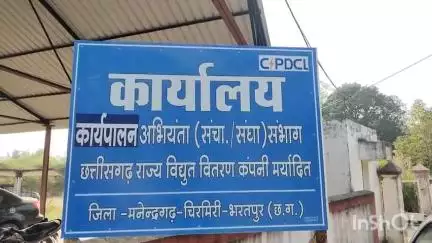 CSPDCL
कार्यालय
कार्यपालन अभियंता (संचा./संधा) संभाग
छत्तीसगढ़ राज्य विद्युत वितरण कंपनी मर्यादित
जिला -मनेन्द्रगढ़-चिरमिरी-भरतपुर (छ.ग.)
InShOt